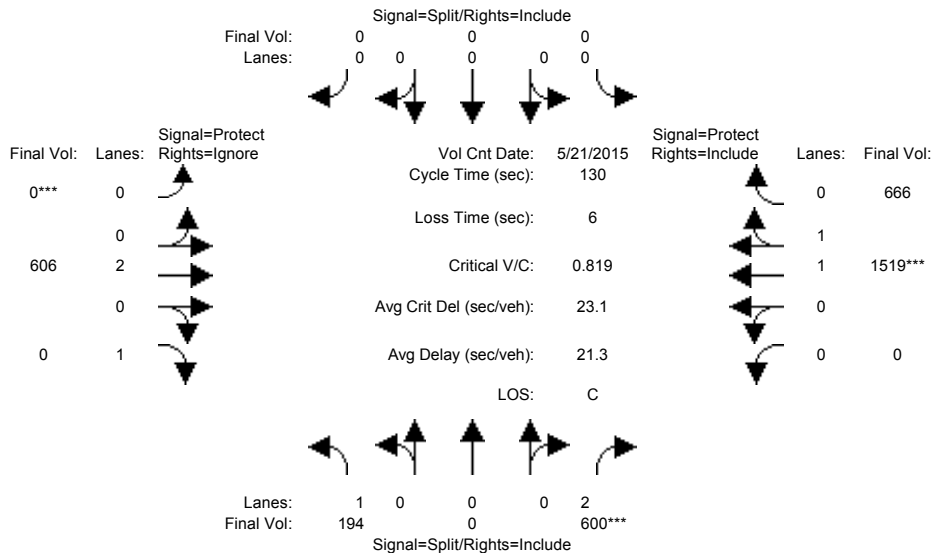 Signal=Split/Rights=Include
Final Vol: 0 0 0
Lanes: 0 0 0 0 0
Signal=Protect Signal=Protect
Final Vol: Lanes: Rights=Ignore Vol Cnt Date: 5/21/2015 Rights=Include Lanes: Final Vol:
Cycle Time (sec): 130
0*** 0 0 666
Loss Time (sec): 6
0 1
606 2 Critical V/C: 0.819 1 1519***
0 Avg Crit Del (sec/veh): 23.1 0
0 1 Avg Delay (sec/veh): 21.3 0 0
LOS: C
Lanes: 1 0 0 0 2
Final Vol: 194 0 600***
Signal=Split/Rights=Include